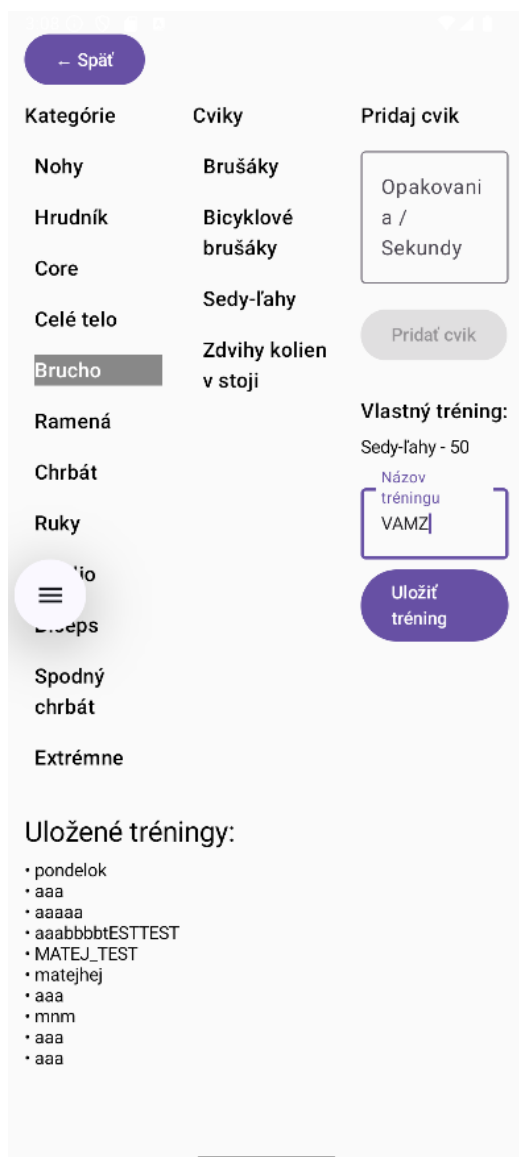 ← Späť
Kategórie
Nohy
Hrudník
Core
Celé telo
Brucho
Ramená
Chrbát
Ruky
Spodný
chrbát
Extrémne
Cviky
Brušáky
Bicyklové
brušáky
Sedy-ľahy
Zdvihy kolien
v stoji
Pridaj cvik
Opakovani
a /
Sekundy
Pridať cvik
Vlastný tréning:
Sedy-ľahy - 50
Názov
tréningu
VAMZ
Uložiť
tréning
Uložené tréningy:
• pondelok
• aaa
• aaaaa
• aaabbbbtESTTEST
• MATEJ_TEST
• matejhej
• aaa
• mnm
• aaa
• aaa